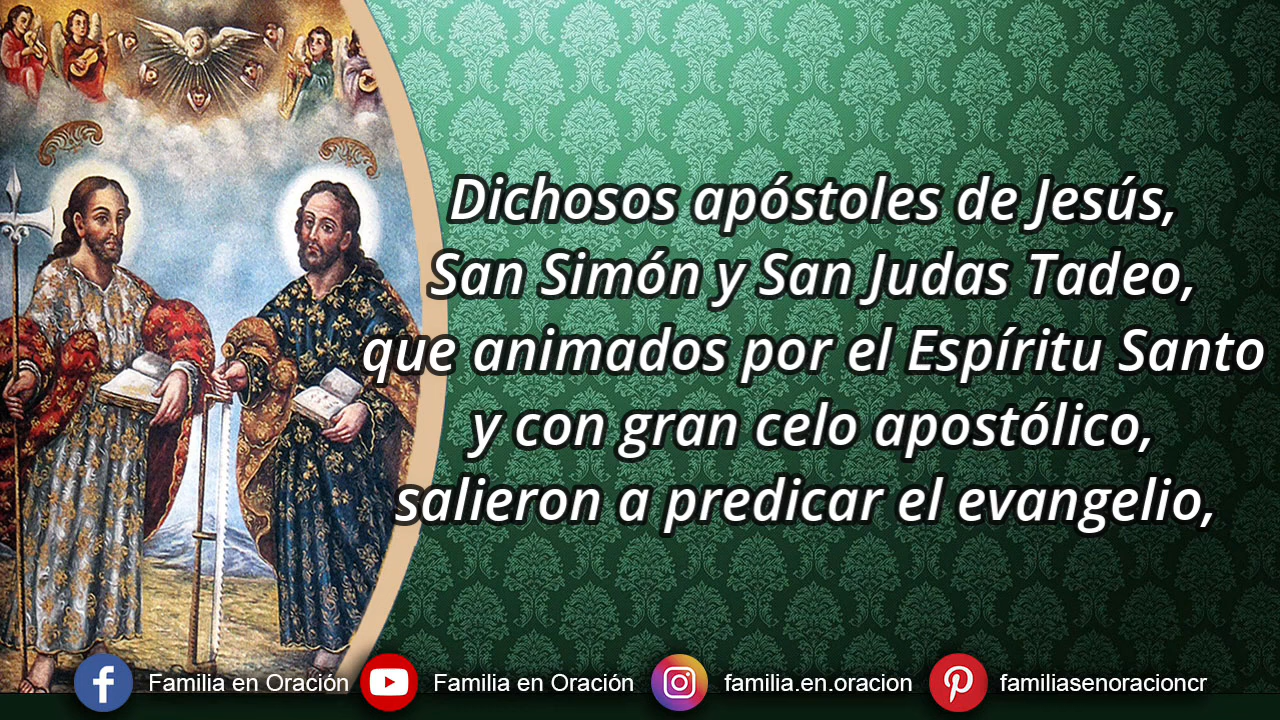 Dichosos apóstoles de Jesús,
San Simón y San Judas Tadeo,
que animados por el Espíritu Santo
y con gran celo apostólico,
salieron a predicar el evangelio,
Familia en Oración
Familia en Oración
familia.en.oracion
familiasenoracioncr